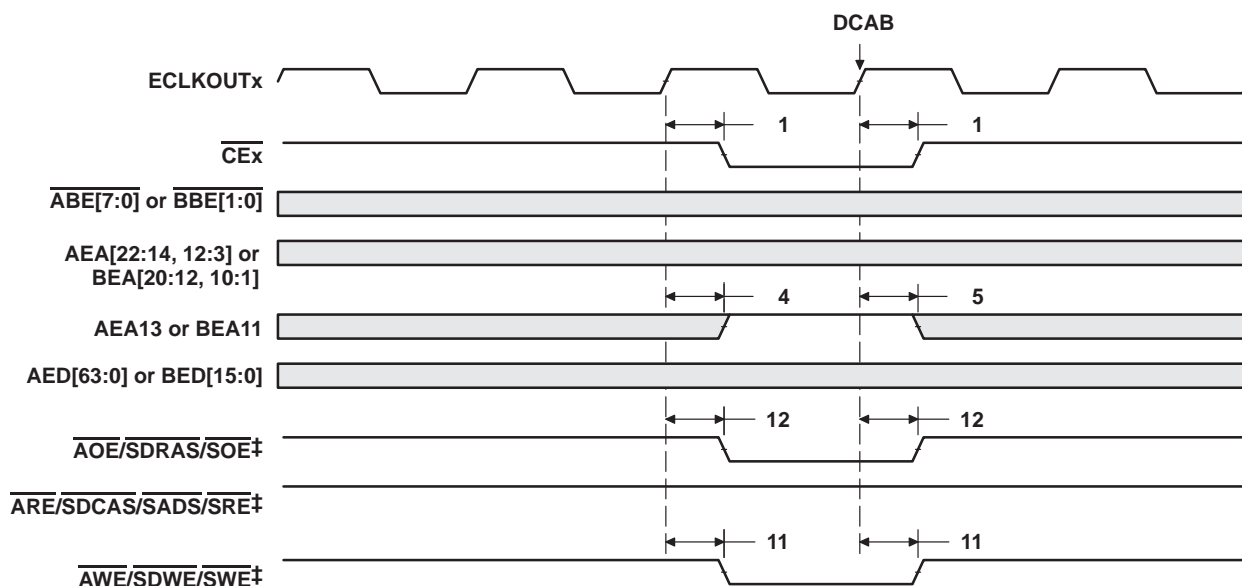 DCAB
ECLKOUTx
1 1
CEx
ABE[7:0] or BBE[1:0]
AEA[22:14, 12:3] or
BEA[20:12, 10:1]
4 5
AEA13 or BEA11
AED[63:0] or BED[15:0]
12 12
AOE/SDRAS/SOE‡
ARE/SDCAS/SADS/SRE‡
11 11
AWE/SDWE/SWE‡